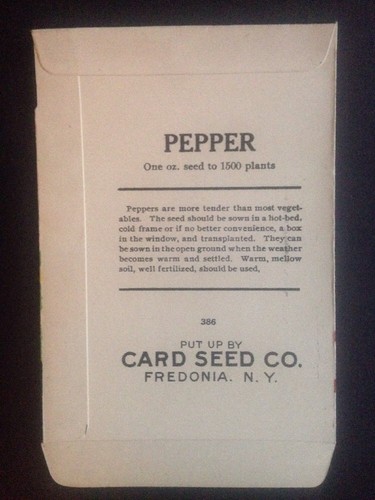 PEPPER
One oz. seed to 1500 plants
Peppers are more tender than most veget-
ables. The seed should be sown in a hot-bed,
cold frame or if no better convenience, a box
in the window, and transplanted. They can
be sown in the open ground when the weather
becomes warm and settled. Warm, mellow
soil, well fertilized, should be used,
386
PUT UP BY
CARD SEED CO.
FREDONIA. N. Y.